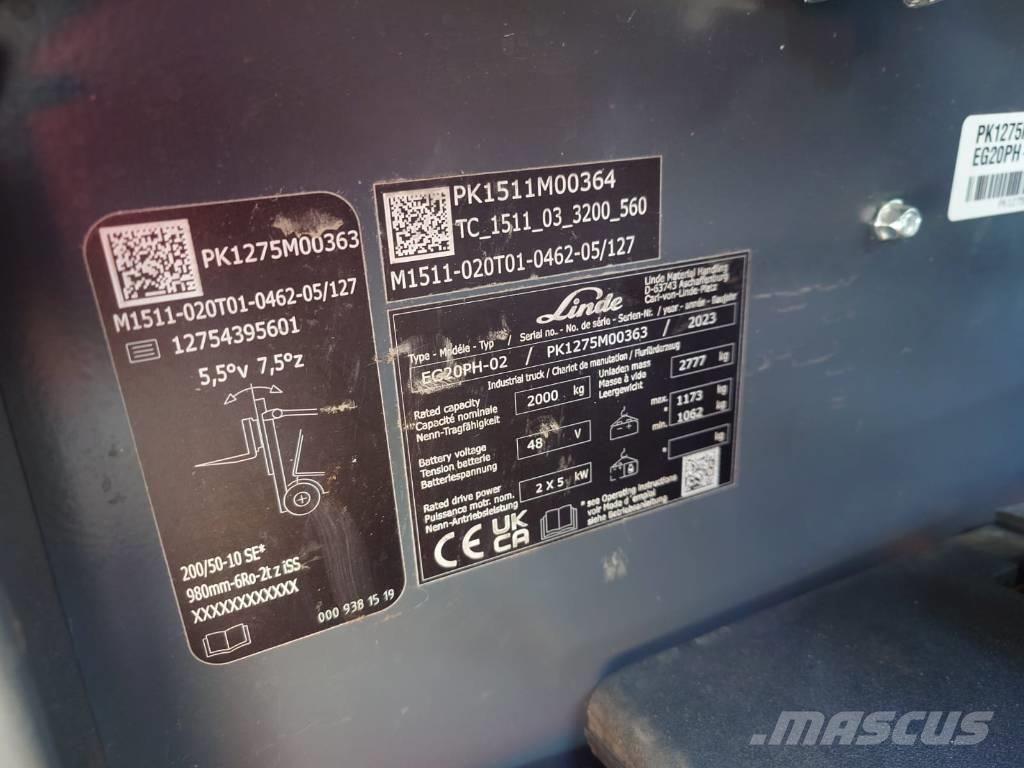 PK1275M00363
M1511-020T01-0462-05/127
12754395601
5,5°v 7,5°z
200/50-10 SE*
980mm-6Ro-2t z iSS
XXXXXXXXXXXX
000 938 15 19
PK1511M00364
TC_1511_03_3200_560
M1511-020T01-0462-05/127
Linde
Linde Material Handling
D-63743 Aschaffenburg
Carl-von-Linde-Platz
Type - Modéle - Typ / Serial no. - No. de série - Serien-Nr. / year - année - Baujahr
EG20PH-02 / PK1275M00363 / 2023
Industrial truck / Chariot de manutation / Flurförderzeug
Rated capacity
Capacité nominale
Nenn-Tragfähigkeit
2000 kg
Unladen mass
Masse à vide
Leergewicht
2777 kg
Battery voltage
Tension batterie
Batteriespannung
48 V
max. 1173 kg
*
min. 1062 kg
Rated drive power
Puissance motr. nom.
Nenn-Antriebsleistung
2 X 5 kW
* kg
CE UK
CA
* see Operating Instructions
voir Mode d'emploi
siehe Betriebsanleitung
PK1275
EG20PH -
MASCUS